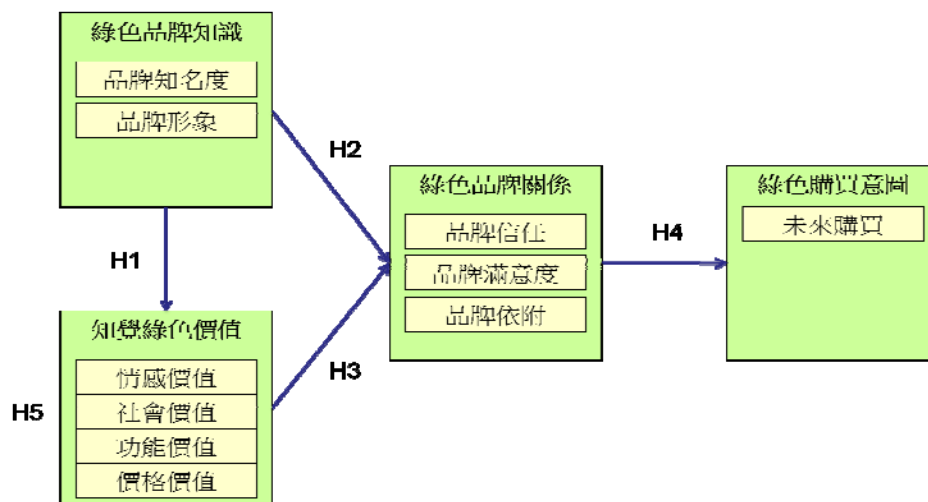 綠色品牌知識
品牌知名度
品牌形象
H1
H2
知覺綠色價值
情感價值
社會價值
功能價值
價格價值
H5
H3
綠色品牌關係
品牌信任
品牌滿意度
品牌依附
H4
綠色購買意圖
未來購買